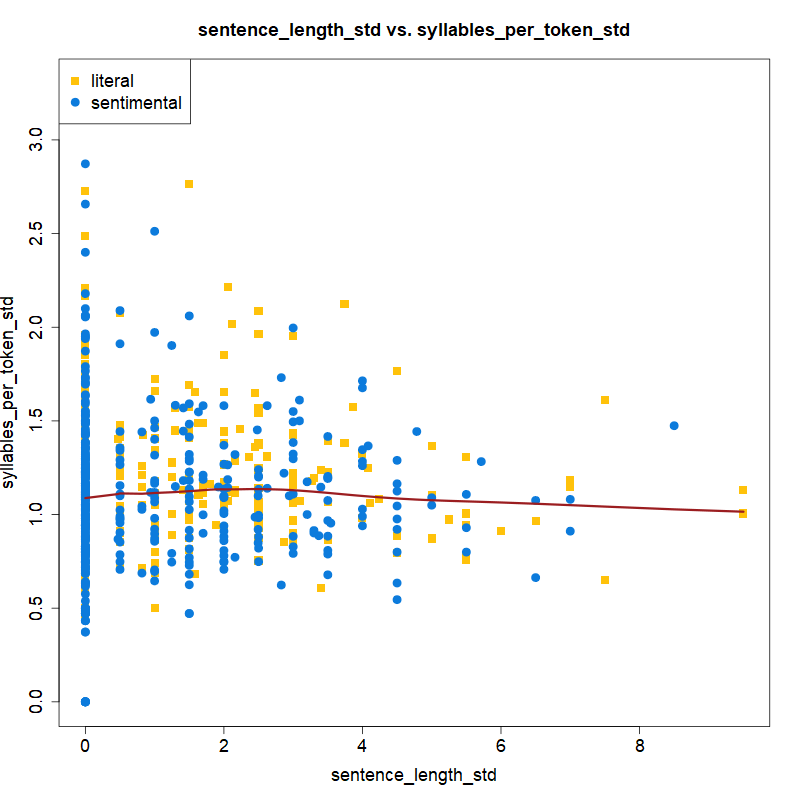 sentence_length_std vs. syllables_per_token_std
literal
sentimental
syllables_per_token_std
3.0
2.5
2.0
1.5
1.0
0.5
0.0
0 2 4 6 8
sentence_length_std